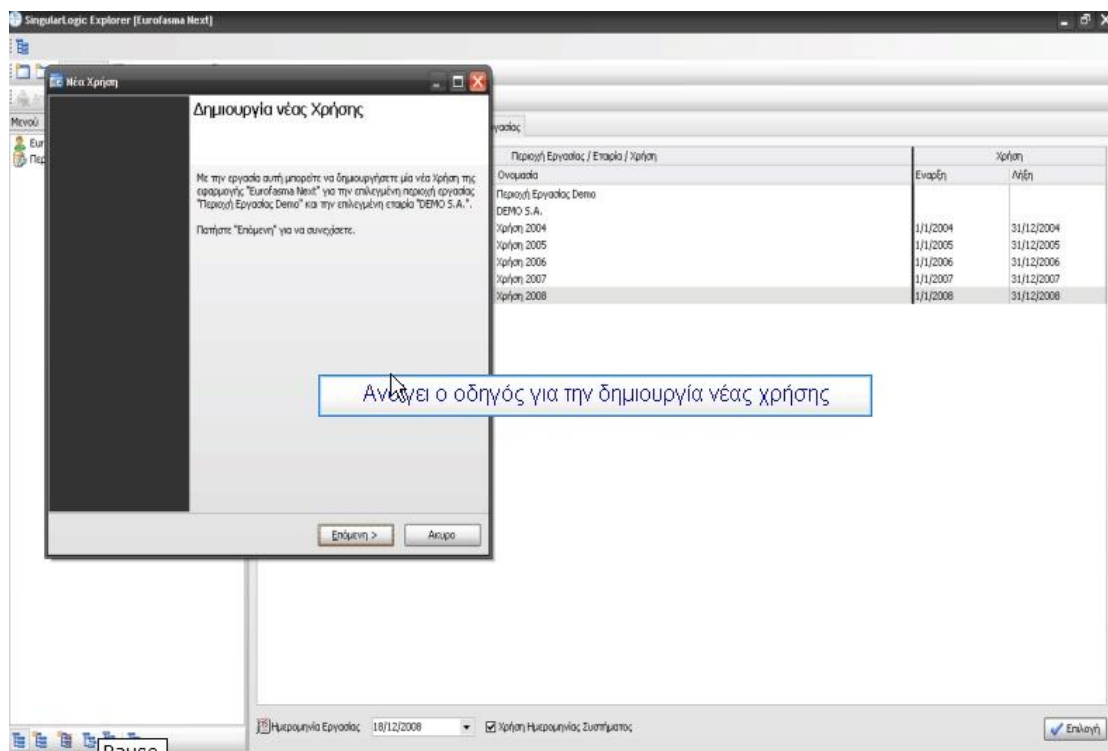 SingularLogic Explorer [Eurofasma Next]
Νέα Χρήση
Μενού
Δημιουργία νέας Χρήσης
Με την εργασία αυτή μπορείτε να δημιουργήσετε μία νέα Χρήση της
εφαρμογής "Eurofasma Next" για την επιλεγμένη περιοχή εργασίας
"Περιοχή Εργασίας Demo" και την επιλεγμένη εταιρία "DEMO S.A.".
Πατήστε "Επόμενη" για να συνεχίσετε.
Επόμενη >
Ακυρο
Περιοχή Εργασίας / Εταιρία / Χρήση
Χρήση
Ονομασία
Εναρξη
Λήξη
Περιοχή Εργασίας Demo
DEMO S.A.
Χρήση 2004 1/1/2004 31/12/2004
Χρήση 2005 1/1/2005 31/12/2005
Χρήση 2006 1/1/2006 31/12/2006
Χρήση 2007 1/1/2007 31/12/2007
Χρήση 2008 1/1/2008 31/12/2008
Ανοίγει ο οδηγός για την δημιουργία νέας χρήσης
Ημερομηνία Εργασίας 18/12/2008
Χρήση Ημερομηνίας Συστήματος
Επιλογή
Pause